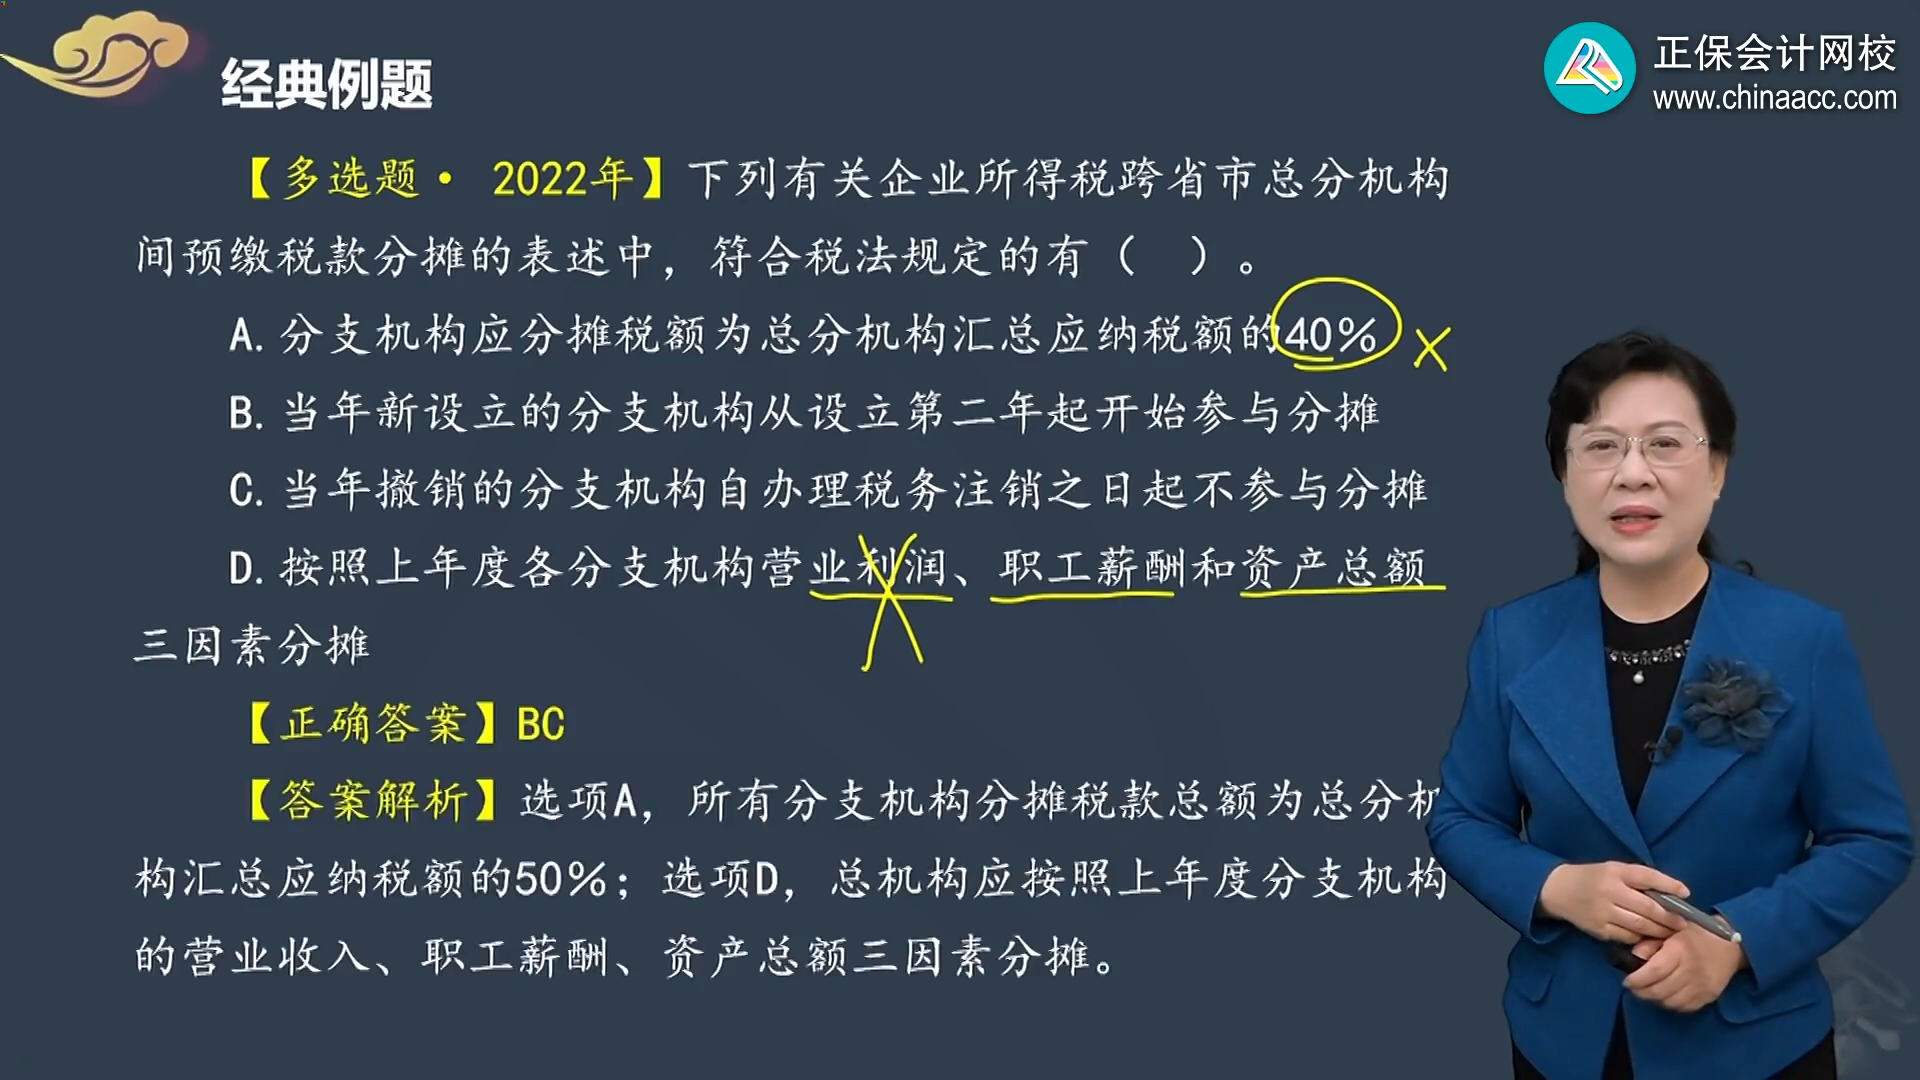 经典例题
正保会计网校
www.chinaacc.com
【多选题· 2022年】下列有关企业所得税跨省市总分机构
间预缴税款分摊的表述中，符合税法规定的有（ ）。
A. 分支机构应分摊税额为总分机构汇总应纳税额的40%
B. 当年新设立的分支机构从设立第二年起开始参与分摊
C. 当年撤销的分支机构自办理税务注销之日起不参与分摊
D. 按照上年度各分支机构营业利润、职工薪酬和资产总额
三因素分摊
【正确答案】BC
【答案解析】选项A，所有分支机构分摊税款总额为总分机
构汇总应纳税额的50%；选项D，总机构应按照上年度分支机构
的营业收入、职工薪酬、资产总额三因素分摊。